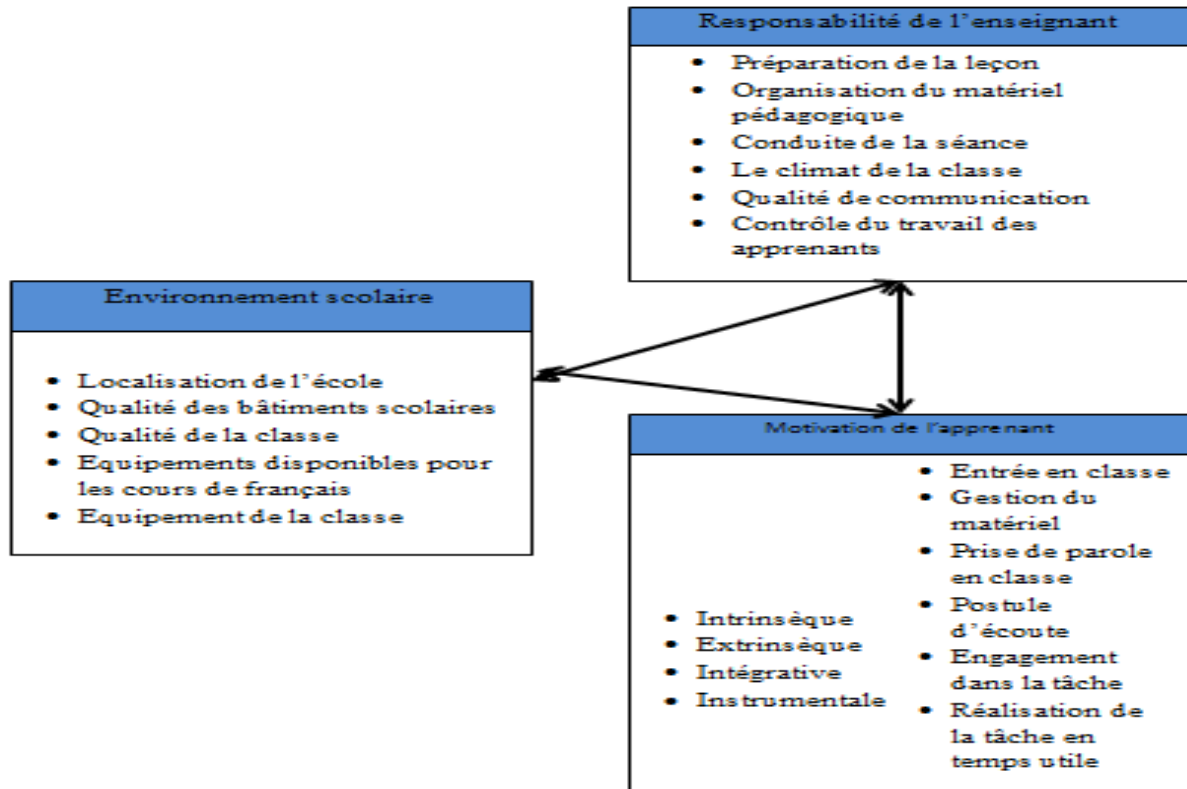 Responsabilité de l'enseignant
• Préparation de la leçon
• Organisation du matériel
pédagogique
• Conduite de la séance
• Le climat de la classe
• Qualité de communication
• Contrôle du travail des
apprenants
Environnement scolaire
• Localisation de l'école
• Qualité des bâtiments scolaires
• Qualité de la classe
• Equipements disponibles pour
les cours de français
• Equipement de la classe
Motivation de l'apprenant
• Intrinsèque
• Extrinsèque
• Intégrative
• Instrumentale
• Entrée en classe
• Gestion du
matériel
• Prise de parole
en classe
• Postule
d'écoute
• Engagement
dans la tâche
• Réalisation de
la tâche en
temps utile